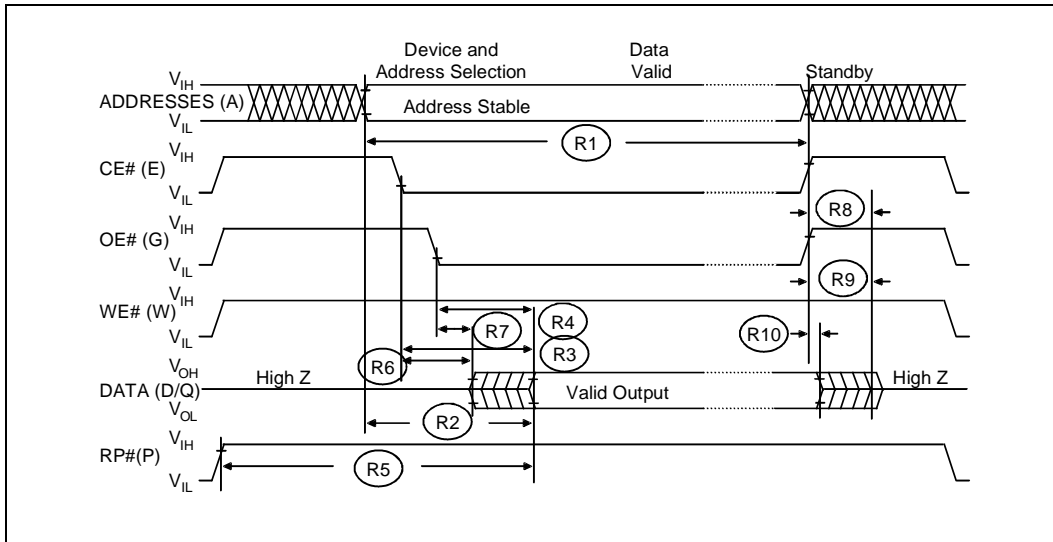 Device and
Address Selection
Data
Valid
Standby
V_IH
ADDRESSES (A)
V_IL
Address Stable
R1
V_IH
CE# (E)
V_IL
R8
V_IH
OE# (G)
V_IL
R9
V_IH
WE# (W)
V_IL
R4
R7
R10
R3
R6
V_OH
DATA (D/Q)
V_OL
High Z
Valid Output
High Z
R2
V_IH
RP#(P)
V_IL
R5